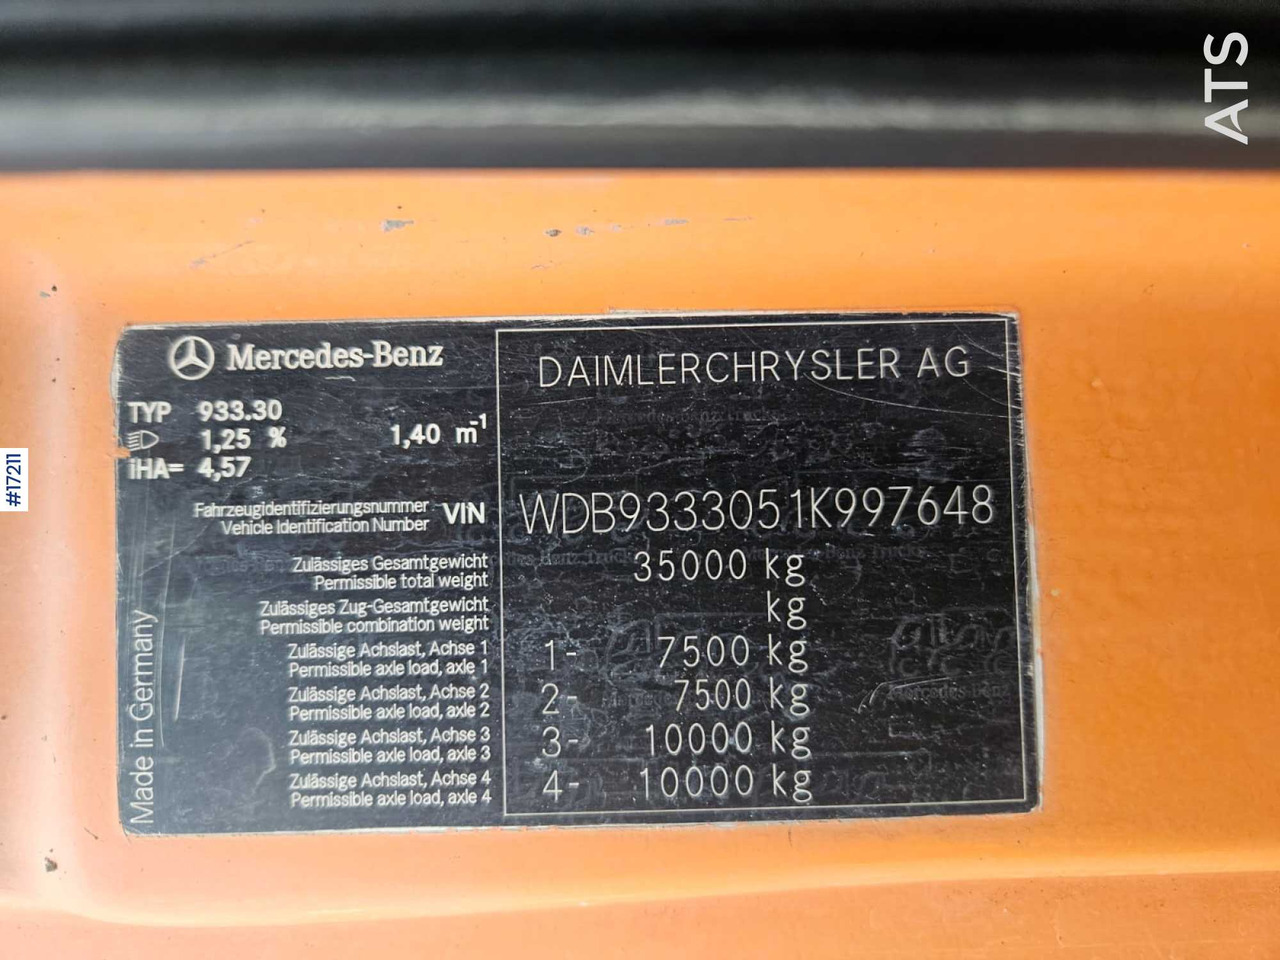 ATS
#17211
Mercedes-Benz
DAIMLERCHRYSLER AG
TYP 933.30
1,25 % 1,40 m-1
iHA= 4,57
Fahrzeugidentifizierungsnummer
Vehicle Identification Number
VIN WDB9333051K997648
Zulässiges Gesamtgewicht
Permissible total weight
35000 kg
Zulässiges Zug-Gesamtgewicht
Permissible combination weight
kg
Zulässige Achslast, Achse 1
Permissible axle load, axle 1
1- 7500 kg
Zulässige Achslast, Achse 2
Permissible axle load, axle 2
2- 7500 kg
Zulässige Achslast, Achse 3
Permissible axle load, axle 3
3- 10000 kg
Zulässige Achslast, Achse 4
Permissible axle load, axle 4
4- 10000 kg
Made in Germany